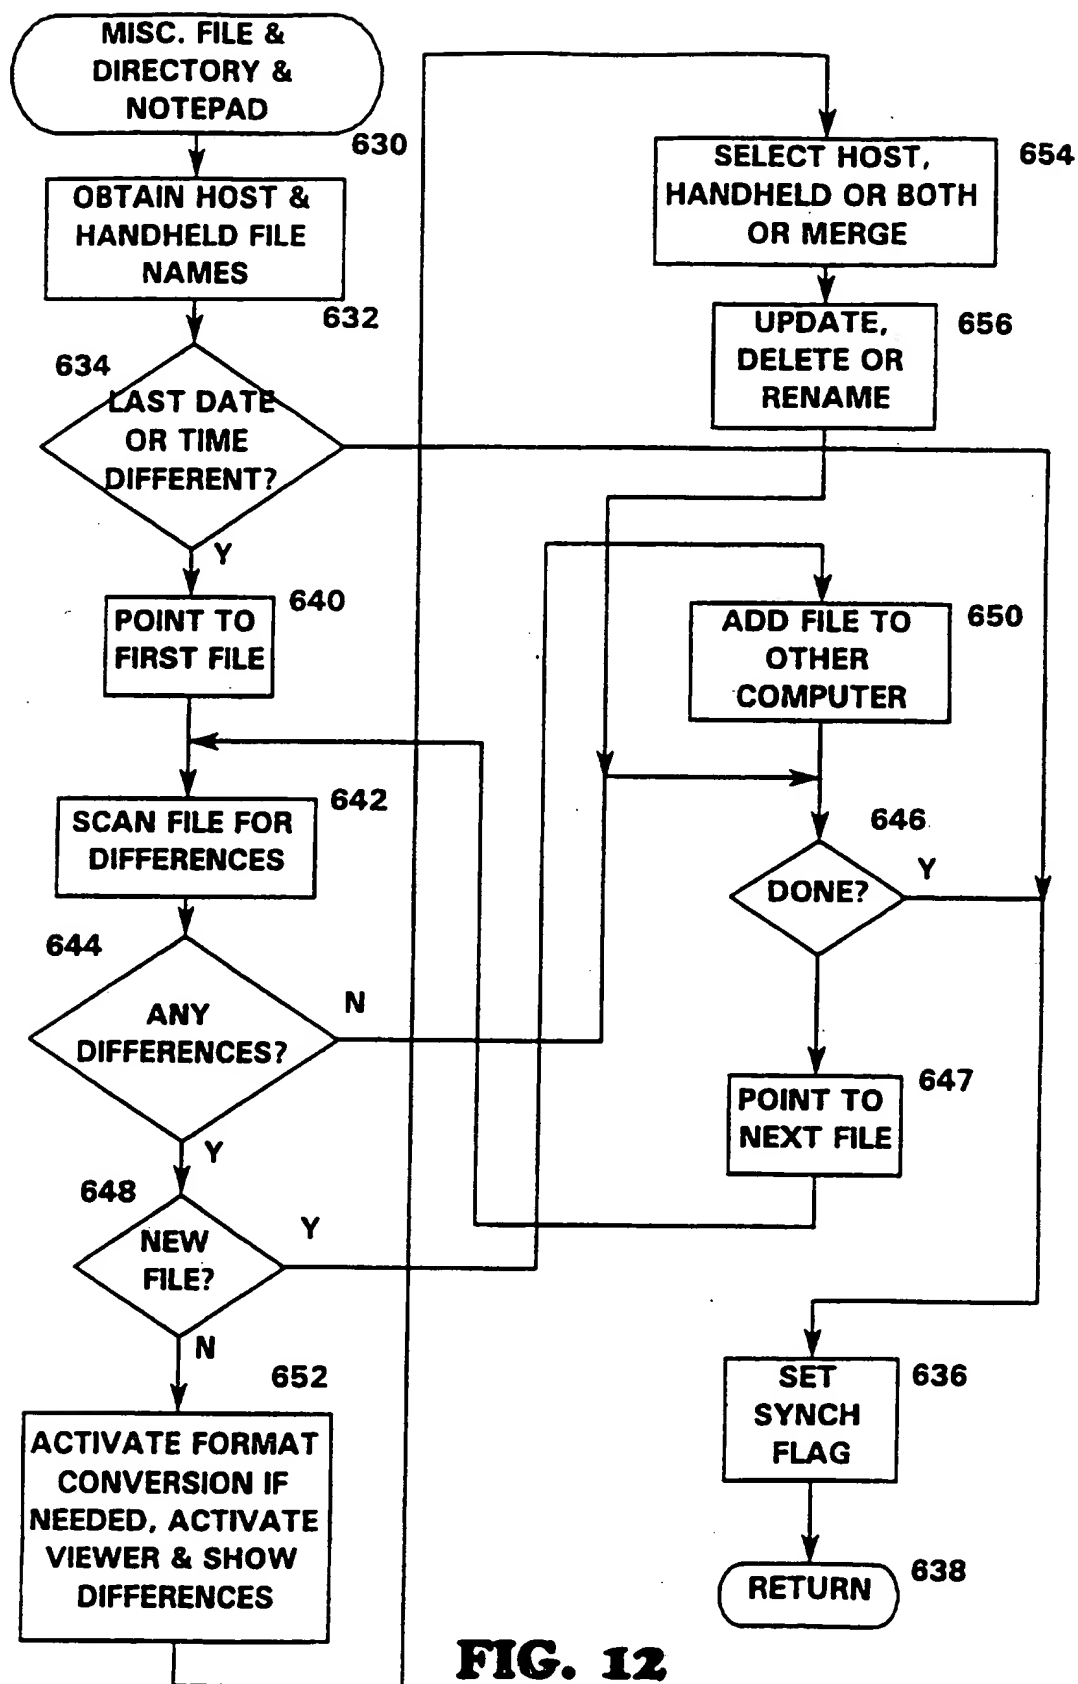 MISC. FILE &
DIRECTORY &
NOTEPAD
630
OBTAIN HOST &
HANDHELD FILE
NAMES
632
634
LAST DATE
OR TIME
DIFFERENT?
Y
640
POINT TO
FIRST FILE
642
SCAN FILE FOR
DIFFERENCES
644
ANY
DIFFERENCES?
N
Y
648
NEW
FILE?
Y
N
652
ACTIVATE FORMAT
CONVERSION IF
NEEDED, ACTIVATE
VIEWER & SHOW
DIFFERENCES
654
SELECT HOST,
HANDHELD OR BOTH
OR MERGE
656
UPDATE,
DELETE OR
RENAME
650
ADD FILE TO
OTHER
COMPUTER
646
DONE?
Y
647
POINT TO
NEXT FILE
636
SET
SYNCH
FLAG
638
RETURN
FIG. 12